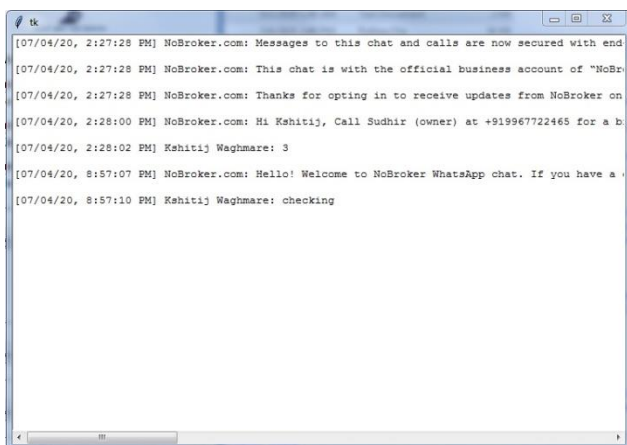 tk
[07/04/20, 2:27:28 PM] NoBroker.com: Messages to this chat and calls are now secured with end
[07/04/20, 2:27:28 PM] NoBroker.com: This chat is with the official business account of “NoBr
[07/04/20, 2:27:28 PM] NoBroker.com: Thanks for opting in to receive updates from NoBroker on
[07/04/20, 2:28:00 PM] NoBroker.com: Hi Kshitij, Call Sudhir (owner) at +919967722465 for a b
[07/04/20, 2:28:02 PM] Kshitij Waghmare: 3
[07/04/20, 8:57:07 PM] NoBroker.com: Hello! Welcome to NoBroker WhatsApp chat. If you have a
[07/04/20, 8:57:10 PM] Kshitij Waghmare: checking